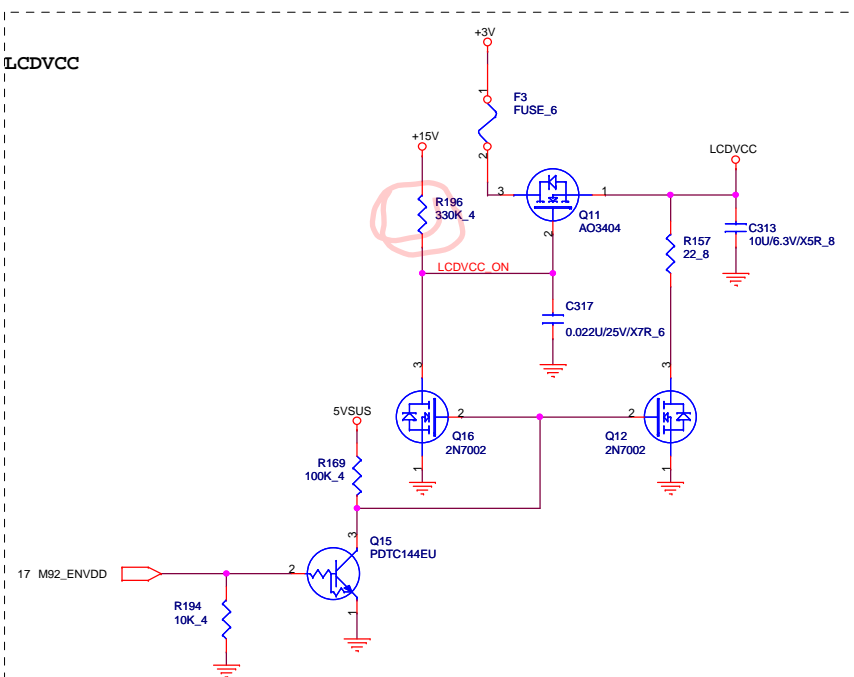 LCDVCC
+3V
1
F3
FUSE_6
2
+15V
R196
330K_4
3
1
Q11
AO3404
2
LCDVCC
R157
22_8
C313
10U/6.3V/X5R_8
LCDVCC_ON
C317
0.022U/25V/X7R_6
3
3
5VSUS
2
2
Q16
2N7002
Q12
2N7002
1
1
R169
100K_4
3
Q15
PDTC144EU
17 M92_ENVDD
2
1
R194
10K_4